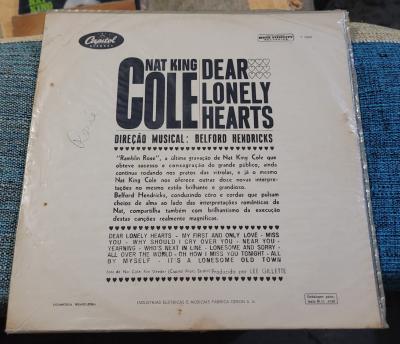 Capitol
NAT KING
COLE
DEAR
LONELY
HEARTS
DIREÇÃO MUSICAL: BELFORD HENDRICKS
"Ramblin Rose", a última gravação de Nat King Cole que
obteve sucesso e consagração do grande público, ainda
continua rodando nos pratos das vitrolas, e já o mesmo
Nat King Cole nos oferece outras doze novas interpre-
tações no mesmo estilo brilhante e grandioso.
Belford Hendricks, conduzindo côro e cordas que pulsam
cheios de alma ao lado das interpretações românticas de
Nat, compartilha também com brilhantismo da execução
destas canções realmente magníficas.
DEAR LONELY HEARTS - MY FIRST AND ONLY LOVE - MISS
YOU - WHY SHOULD I CRY OVER YOU - NEAR YOU -
YEARNING - WHO'S NEXT IN LINE - LONESOME AND SORRY -
ALL OVER THE WORLD - OH HOW I MISS YOU TONIGHT - ALL
BY MYSELF - IT'S A LONESOME OLD TOWN
Produzido por LEE GILLETTE
INDÚSTRIAS ELÉTRICAS E MUSICAIS FÁBRICA ODEON S. A.